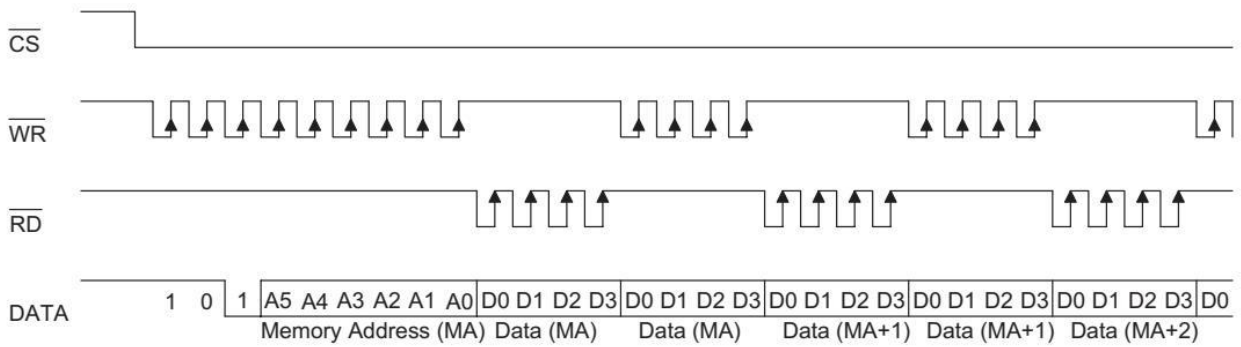 CS
WR
RD
DATA 1 0 1 A5 A4 A3 A2 A1 A0 D0 D1 D2 D3 D0 D1 D2 D3 D0 D1 D2 D3 D0 D1 D2 D3 D0 D1 D2 D3 D0
Memory Address (MA) Data (MA) Data (MA) Data (MA+1) Data (MA+1) Data (MA+2)